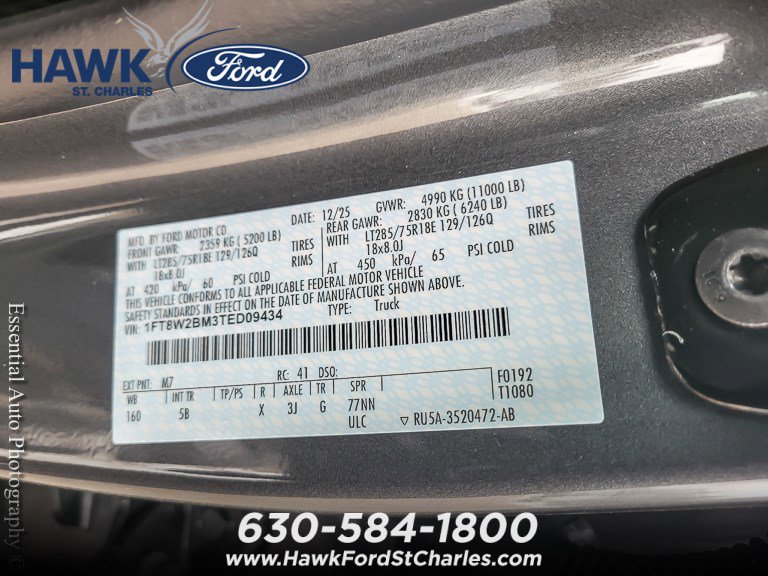 HAWK
ST. CHARLES
Ford
DATE: 12/25 GVWR: 4990 KG (11000 LB)
MFD. BY FORD MOTOR CO.
FRONT GAWR: 2359 KG (5200 LB) REAR GAWR: 2830 KG (6240 LB)
WITH LT285/75R18E 129/126Q TIRES WITH LT285/75R18E 129/126Q TIRES
18x8.0J 18x8.0J
AT 420 kPa/ 60 PSI COLD AT 450 kPa/ 65 PSI COLD
THIS VEHICLE CONFORMS TO ALL APPLICABLE FEDERAL MOTOR VEHICLE
SAFETY STANDARDS IN EFFECT ON THE DATE OF MANUFACTURE SHOWN ABOVE.
VIN: 1FT8W2BM3TED09434 TYPE: Truck
EXT PNT: M7 RC: 41 DSO:
WB INT TR TP/PS R AXLE TR SPR F0192
160 5B X 3J G 77NN T1080
ULC ▽ RU5A-3520472-AB
Essential Auto Photography ©
630-584-1800
www.HawkFordStCharles.com